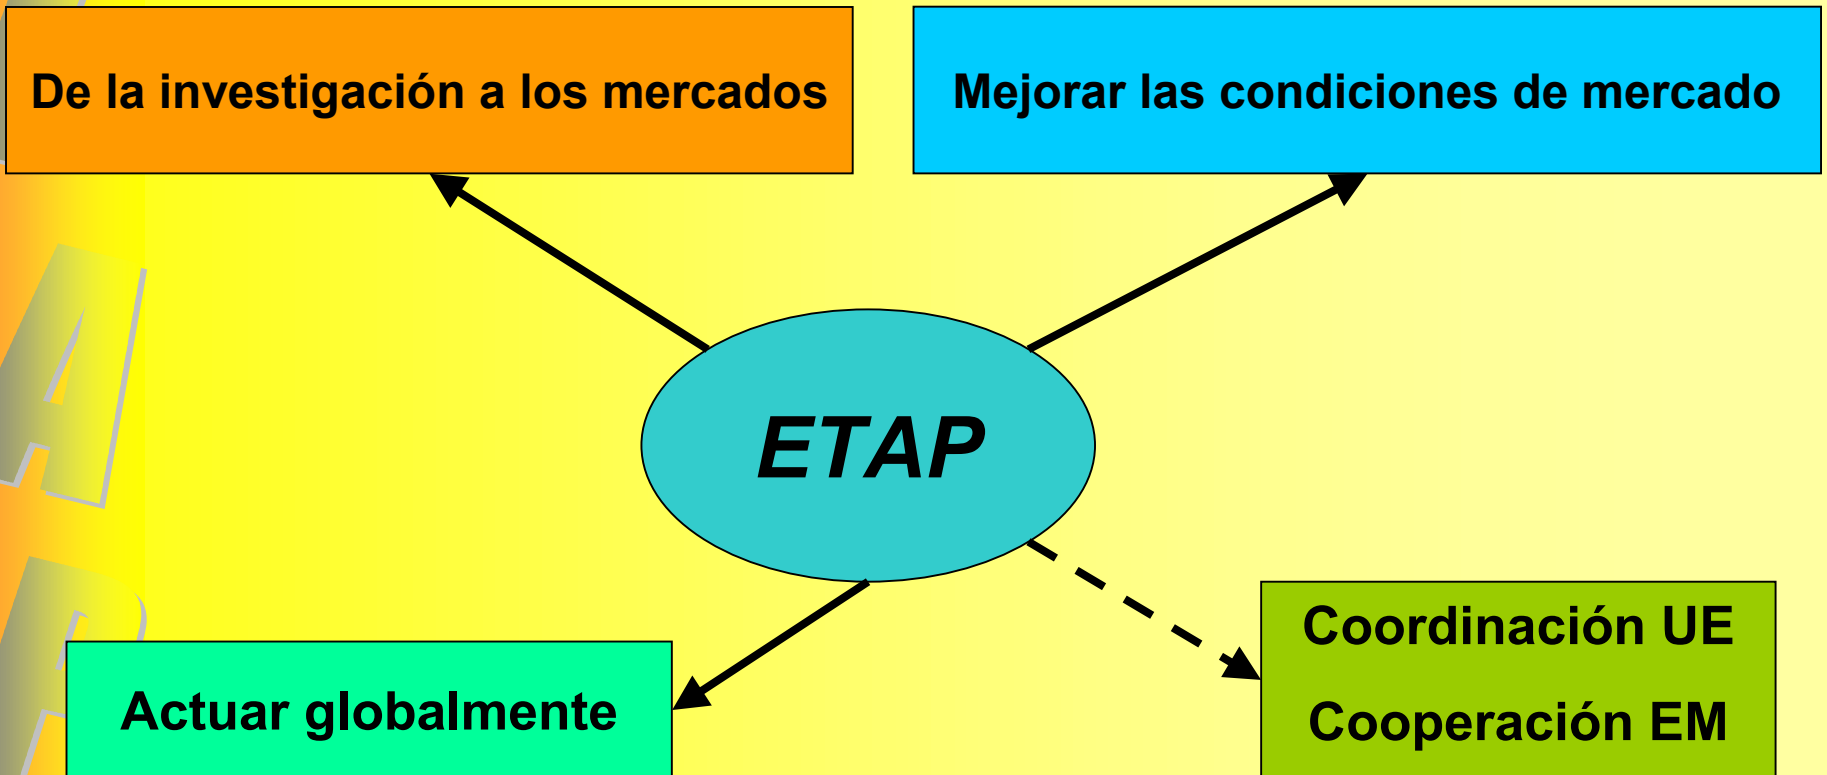 De la investigación a los mercados
Mejorar las condiciones de mercado
ETAP
Actuar globalmente
Coordinación UE
Cooperación EM